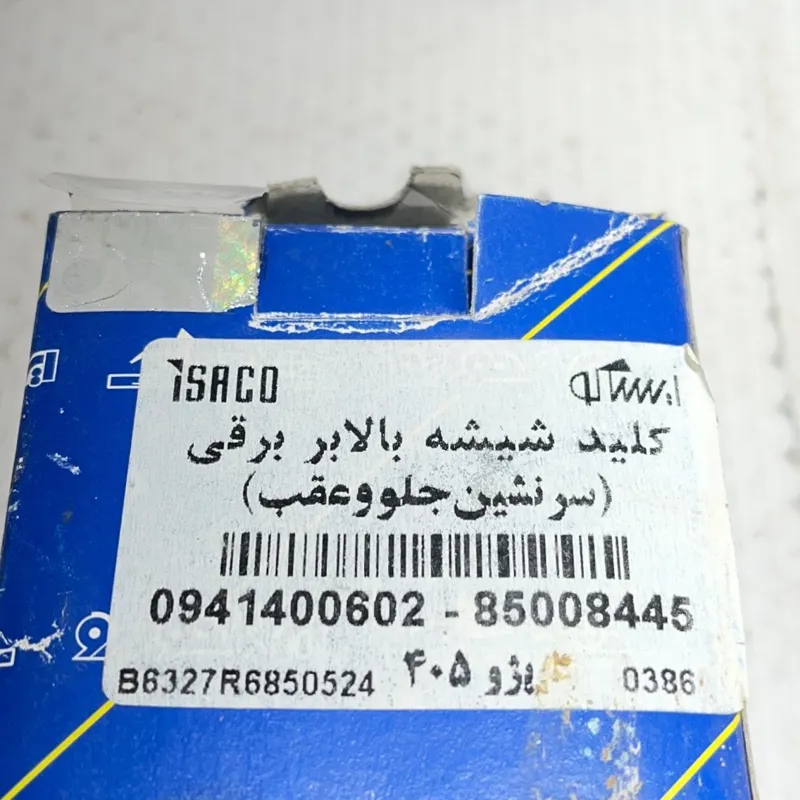 ISACO ایساکو
کلید شیشه بالابر برقی
(سرنشین جلو و عقب)
0941400602 - 85008445
B6327R6850524 پژو ۴۰۵ 0386